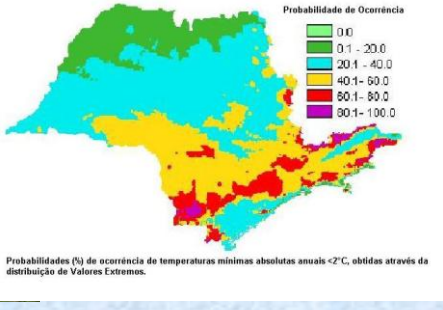 Probabilidade de Ocorrência
0.0
0.1 - 20.0
20.1 - 40.0
40.1 - 60.0
60.1 - 80.0
80.1 - 100.0
Probabilidades (%) de ocorrência de temperaturas mínimas absolutas anuais <2°C, obtidas através da
distribuição de Valores Extremos.